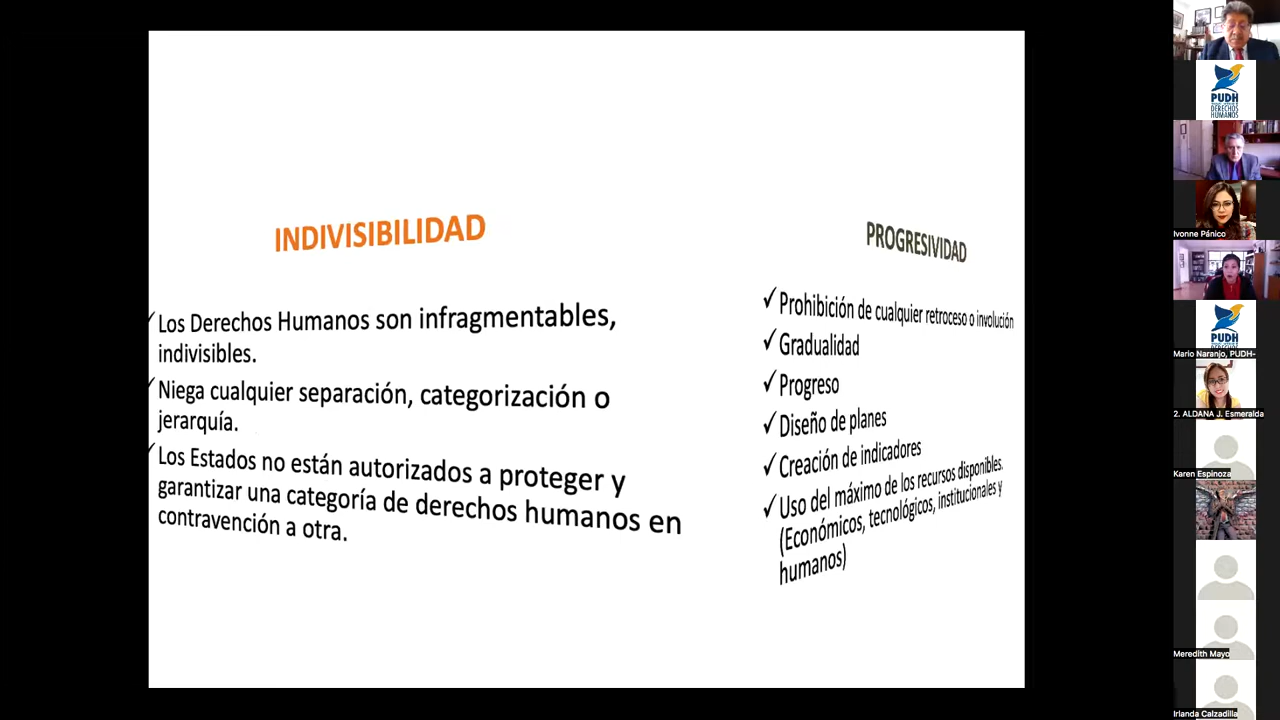 INDIVISIBILIDAD
✓Los Derechos Humanos son infragmentables,
indivisibles.
✓Niega cualquier separación, categorización o
jerarquía.
✓Los Estados no están autorizados a proteger y
garantizar una categoría de derechos humanos en
contravención a otra.
PROGRESIVIDAD
✓Prohibición de cualquier retroceso o involución
✓Gradualidad
✓Progreso
✓Diseño de planes
✓Creación de indicadores
✓Uso del máximo de los recursos disponibles.
(Económicos, tecnológicos, institucionales y
humanos)
PUDH
DERECHOS
HUMANOS
Ivonne Pánico
PUDH
Mario Naranjo, PUDH-
2. ALDANA J. Esmeralda
Karen Espinoza
Meredith Mayo
Irlanda Calzadilla